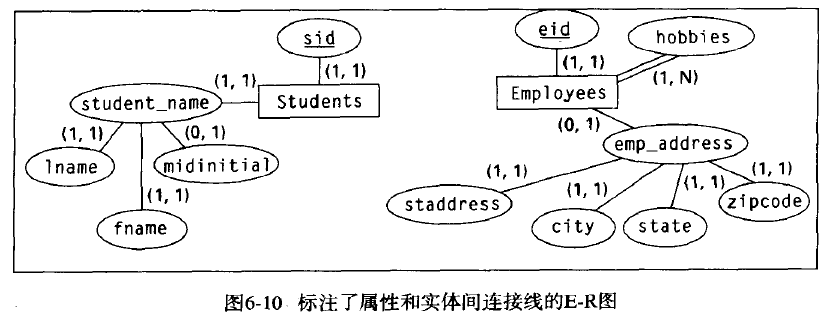 sid
(1, 1)
(1, 1)
student_name
Students
(1, 1)
(0, 1)
lname
midinitial
(1, 1)
fname
eid
hobbies
(1, 1)
(1, N)
Employees
(0, 1)
emp_address
(1, 1)
(1, 1)
(1, 1)
(1, 1)
staddress
city
state
zipcode
图6-10 标注了属性和实体间连接线的E-R图